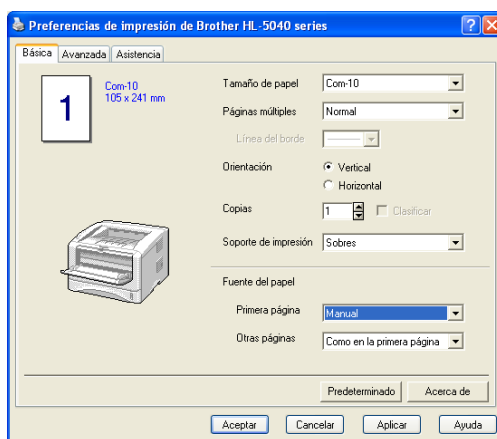 Preferencias de impresión de Brother HL-5040 series
Básica Avanzada Asistencia
1
Com-10
105 x 241 mm
Tamaño de papel Com-10
Páginas múltiples Normal
Línea del borde
Orientación Vertical
Horizontal
Copias 1 Clasificar
Soporte de impresión Sobres
Fuente del papel
Primera página Manual
Otras páginas Como en la primera página
Predeterminado Acerca de
Aceptar Cancelar Aplicar Ayuda